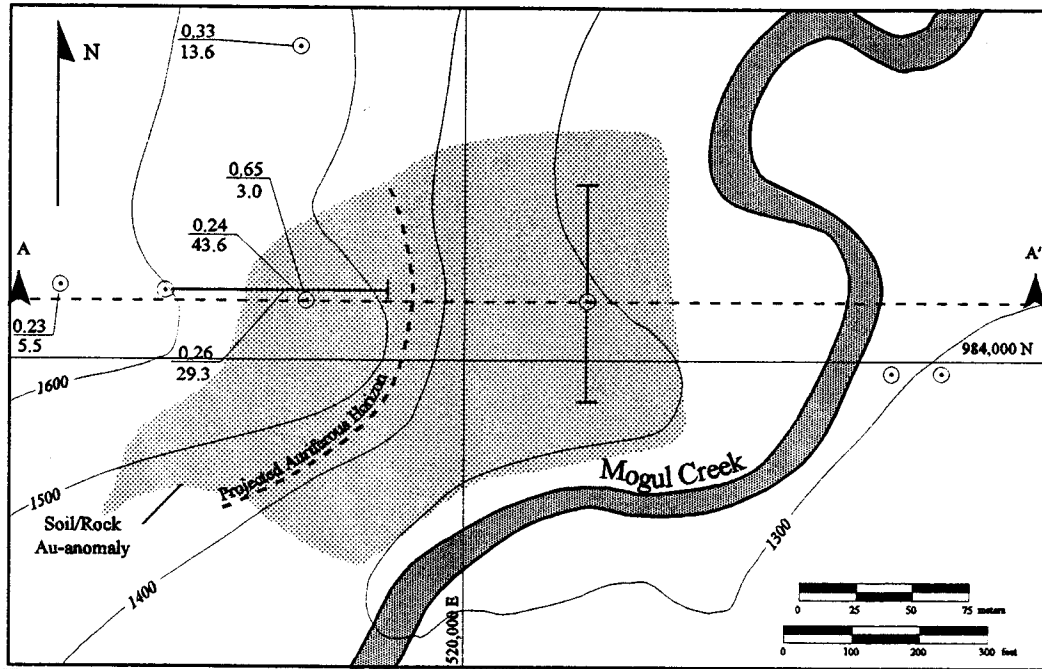 0.33
13.6
N
0.65
3.0
0.24
43.6
A
A'
0.23
5.5
0.26
29.3
984,000 N
1600
Projected Auriferous Horizon
1500
Mogul Creek
Soil/Rock
Au-anomaly
1300
1400
520,000 E
0 25 50 75 meters
0 100 200 300 feet